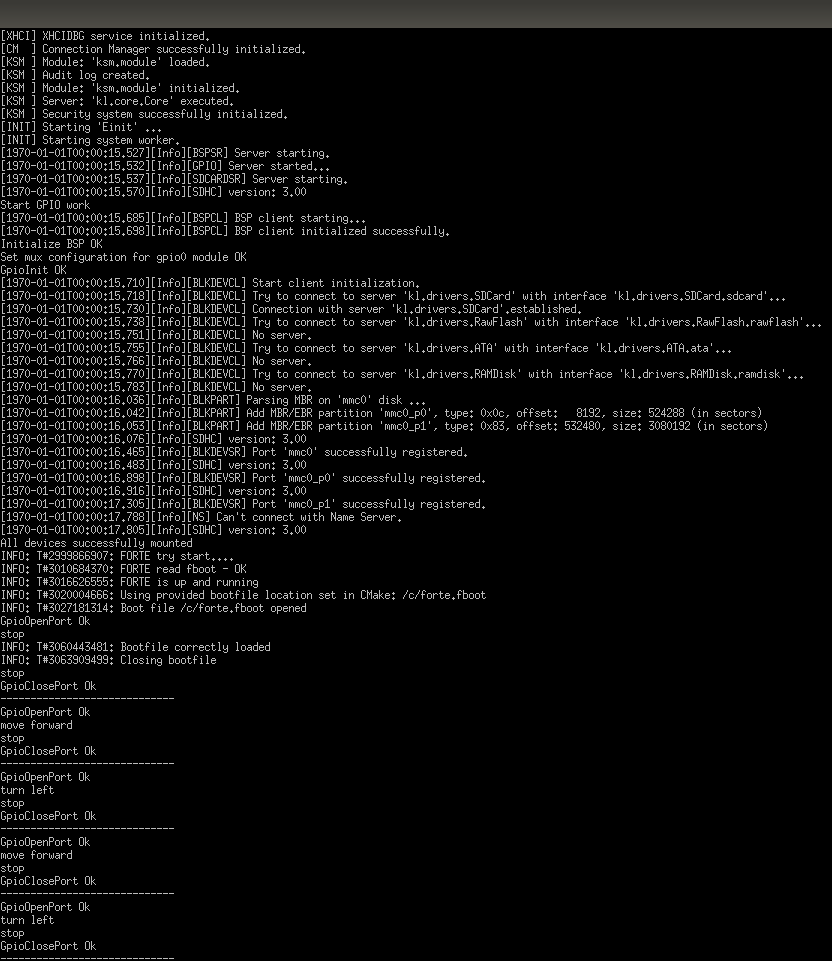 [XHCI] XHCIDBG service initialized.
[CM  ] Connection Manager successfully initialized.
[KSM ] Module: 'ksm.module' loaded.
[KSM ] Audit log created.
[KSM ] Module: 'ksm.module' initialized.
[KSM ] Server: 'kl.core.Core' executed.
[KSM ] Security system successfully initialized.
[INIT] Starting 'Einit' ...
[INIT] Starting system worker.
[1970-01-01T00:00:15.527][Info][BSPSR] Server starting.
[1970-01-01T00:00:15.532][Info][GPIO] Server started...
[1970-01-01T00:00:15.537][Info][SDCARDSR] Server starting.
[1970-01-01T00:00:15.570][Info][SDHC] version: 3.00
Start GPIO work
[1970-01-01T00:00:15.685][Info][BSPCL] BSP client starting...
[1970-01-01T00:00:15.698][Info][BSPCL] BSP client initialized successfully.
Initialize BSP OK
Set mux configuration for gpio0 module OK
GpioInit OK
[1970-01-01T00:00:15.710][Info][BLKDEVCL] Start client initialization.
[1970-01-01T00:00:15.718][Info][BLKDEVCL] Try to connect to server 'kl.drivers.SDCard' with interface 'kl.drivers.SDCard.sdcard'...
[1970-01-01T00:00:15.730][Info][BLKDEVCL] Connection with server 'kl.drivers.SDCard'.established.
[1970-01-01T00:00:15.738][Info][BLKDEVCL] Try to connect to server 'kl.drivers.RawFlash' with interface 'kl.drivers.RawFlash.rawflash'...
[1970-01-01T00:00:15.751][Info][BLKDEVCL] No server.
[1970-01-01T00:00:15.755][Info][BLKDEVCL] Try to connect to server 'kl.drivers.ATA' with interface 'kl.drivers.ATA.ata'...
[1970-01-01T00:00:15.766][Info][BLKDEVCL] No server.
[1970-01-01T00:00:15.770][Info][BLKDEVCL] Try to connect to server 'kl.drivers.RAMDisk' with interface 'kl.drivers.RAMDisk.ramdisk'...
[1970-01-01T00:00:15.783][Info][BLKDEVCL] No server.
[1970-01-01T00:00:16.036][Info][BLKPART] Parsing MBR on 'mmc0' disk ...
[1970-01-01T00:00:16.042][Info][BLKPART] Add MBR/EBR partition 'mmc0_p0', type: 0x0c, offset:   8192, size: 524288 (in sectors)
[1970-01-01T00:00:16.053][Info][BLKPART] Add MBR/EBR partition 'mmc0_p1', type: 0x83, offset: 532480, size: 3080192 (in sectors)
[1970-01-01T00:00:16.076][Info][SDHC] version: 3.00
[1970-01-01T00:00:16.465][Info][BLKDEVSR] Port 'mmc0' successfully registered.
[1970-01-01T00:00:16.483][Info][SDHC] version: 3.00
[1970-01-01T00:00:16.898][Info][BLKDEVSR] Port 'mmc0_p0' successfully registered.
[1970-01-01T00:00:16.916][Info][SDHC] version: 3.00
[1970-01-01T00:00:17.305][Info][BLKDEVSR] Port 'mmc0_p1' successfully registered.
[1970-01-01T00:00:17.788][Info][NS] Can't connect with Name Server.
[1970-01-01T00:00:17.805][Info][SDHC] version: 3.00
All devices successfully mounted
INFO: T#2999866907: FORTE try start....
INFO: T#3010684370: FORTE read fboot - OK
INFO: T#3016626555: FORTE is up and running
INFO: T#3020004666: Using provided bootfile location set in CMake: /c/forte.fboot
INFO: T#3027181314: Boot file /c/forte.fboot opened
GpioOpenPort Ok
stop
INFO: T#3060443481: Bootfile correctly loaded
INFO: T#3063909499: Closing bootfile
stop
GpioClosePort Ok
-----------------------------
GpioOpenPort Ok
move forward
stop
GpioClosePort Ok
-----------------------------
GpioOpenPort Ok
turn left
stop
GpioClosePort Ok
-----------------------------
GpioOpenPort Ok
move forward
stop
GpioClosePort Ok
-----------------------------
GpioOpenPort Ok
turn left
stop
GpioClosePort Ok
-----------------------------